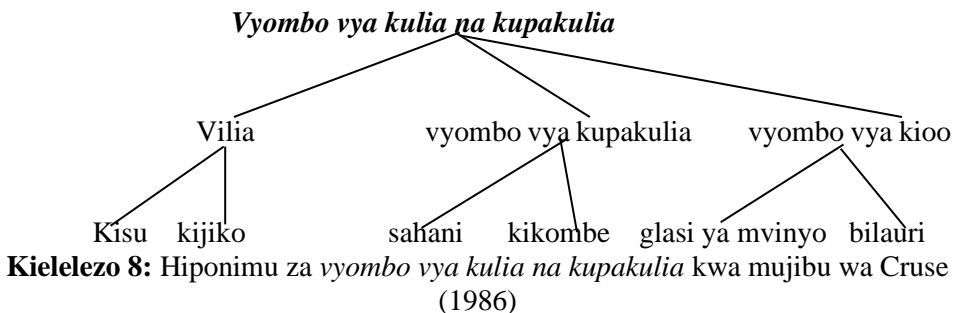 Vyombo vya kulia na kupakulia
Vilia vyombo vya kupakulia vyombo vya kioo
Kisu kijiko sahani kikombe glasi ya mvinyo bilauri
Kielelezo 8: Hiponimu za vyombo vya kulia na kupakulia kwa mujibu wa Cruse
(1986)